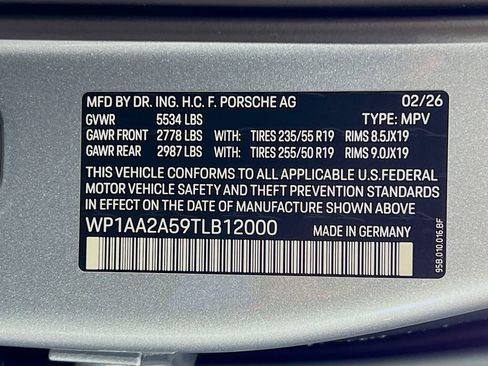 MFD BY DR. ING. H.C. F. PORSCHE AG 02/26
GVWR 5534 LBS TYPE: MPV
GAWR FRONT 2778 LBS WITH: TIRES 235/55 R19 RIMS 8.5JX19
GAWR REAR 2987 LBS WITH: TIRES 255/50 R19 RIMS 9.0JX19
THIS VEHICLE CONFORMS TO ALL APPLICABLE U.S.FEDERAL
MOTOR VEHICLE SAFETY AND THEFT PREVENTION STANDARDS
IN EFFECT ON THE DATE OF MANUFACTURE SHOWN ABOVE
WP1AA2A59TLB12000 MADE IN GERMANY
95B.010.016.BF